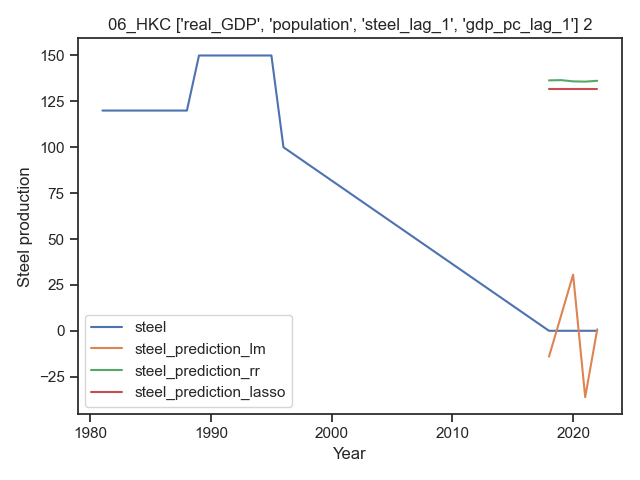 06_HKC ['real_GDP', 'population', 'steel_lag_1', 'gdp_pc_lag_1'] 2
Steel production
150
125
100
75
50
25
0
−25
steel
steel_prediction_lm
steel_prediction_rr
steel_prediction_lasso
1980
1990
2000
2010
2020
Year